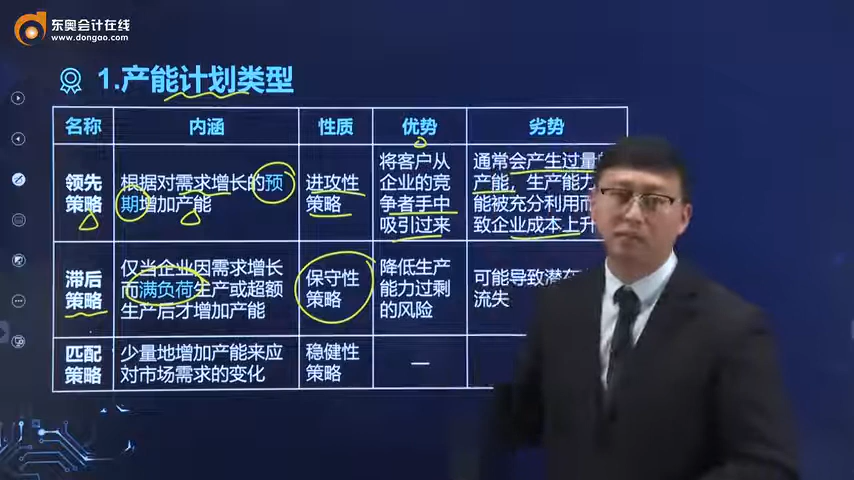 东奥会计在线
www.dongao.com
1.产能计划类型
名称
内涵
性质
优势
劣势
领先
策略
根据对需求增长的预
期增加产能
进攻性
策略
将客户从
企业的竞
争者手中
吸引过来
通常会产生过量
产能，生产能力
能被充分利用而
致企业成本上升
滞后
策略
仅当企业因需求增长
而满负荷生产或超额
生产后才增加产能
保守性
策略
降低生产
能力过剩
的风险
可能导致潜在
流失
匹配
策略
少量地增加产能来应
对市场需求的变化
稳健性
策略
—